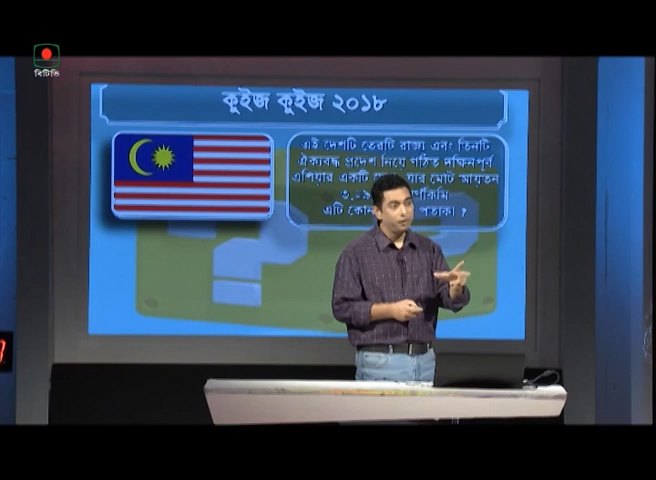 বিটিভি
কুইজ কুইজ ২০১৮
এই দেশটি তেরটি রাজ্য এবং তিনটি
ঐক্যবদ্ধ প্রদেশ নিয়ে গঠিত দক্ষিনপূর্ব
এশিয়ার একটি যার মোট আয়তন
এটি কোন পতাকা ?